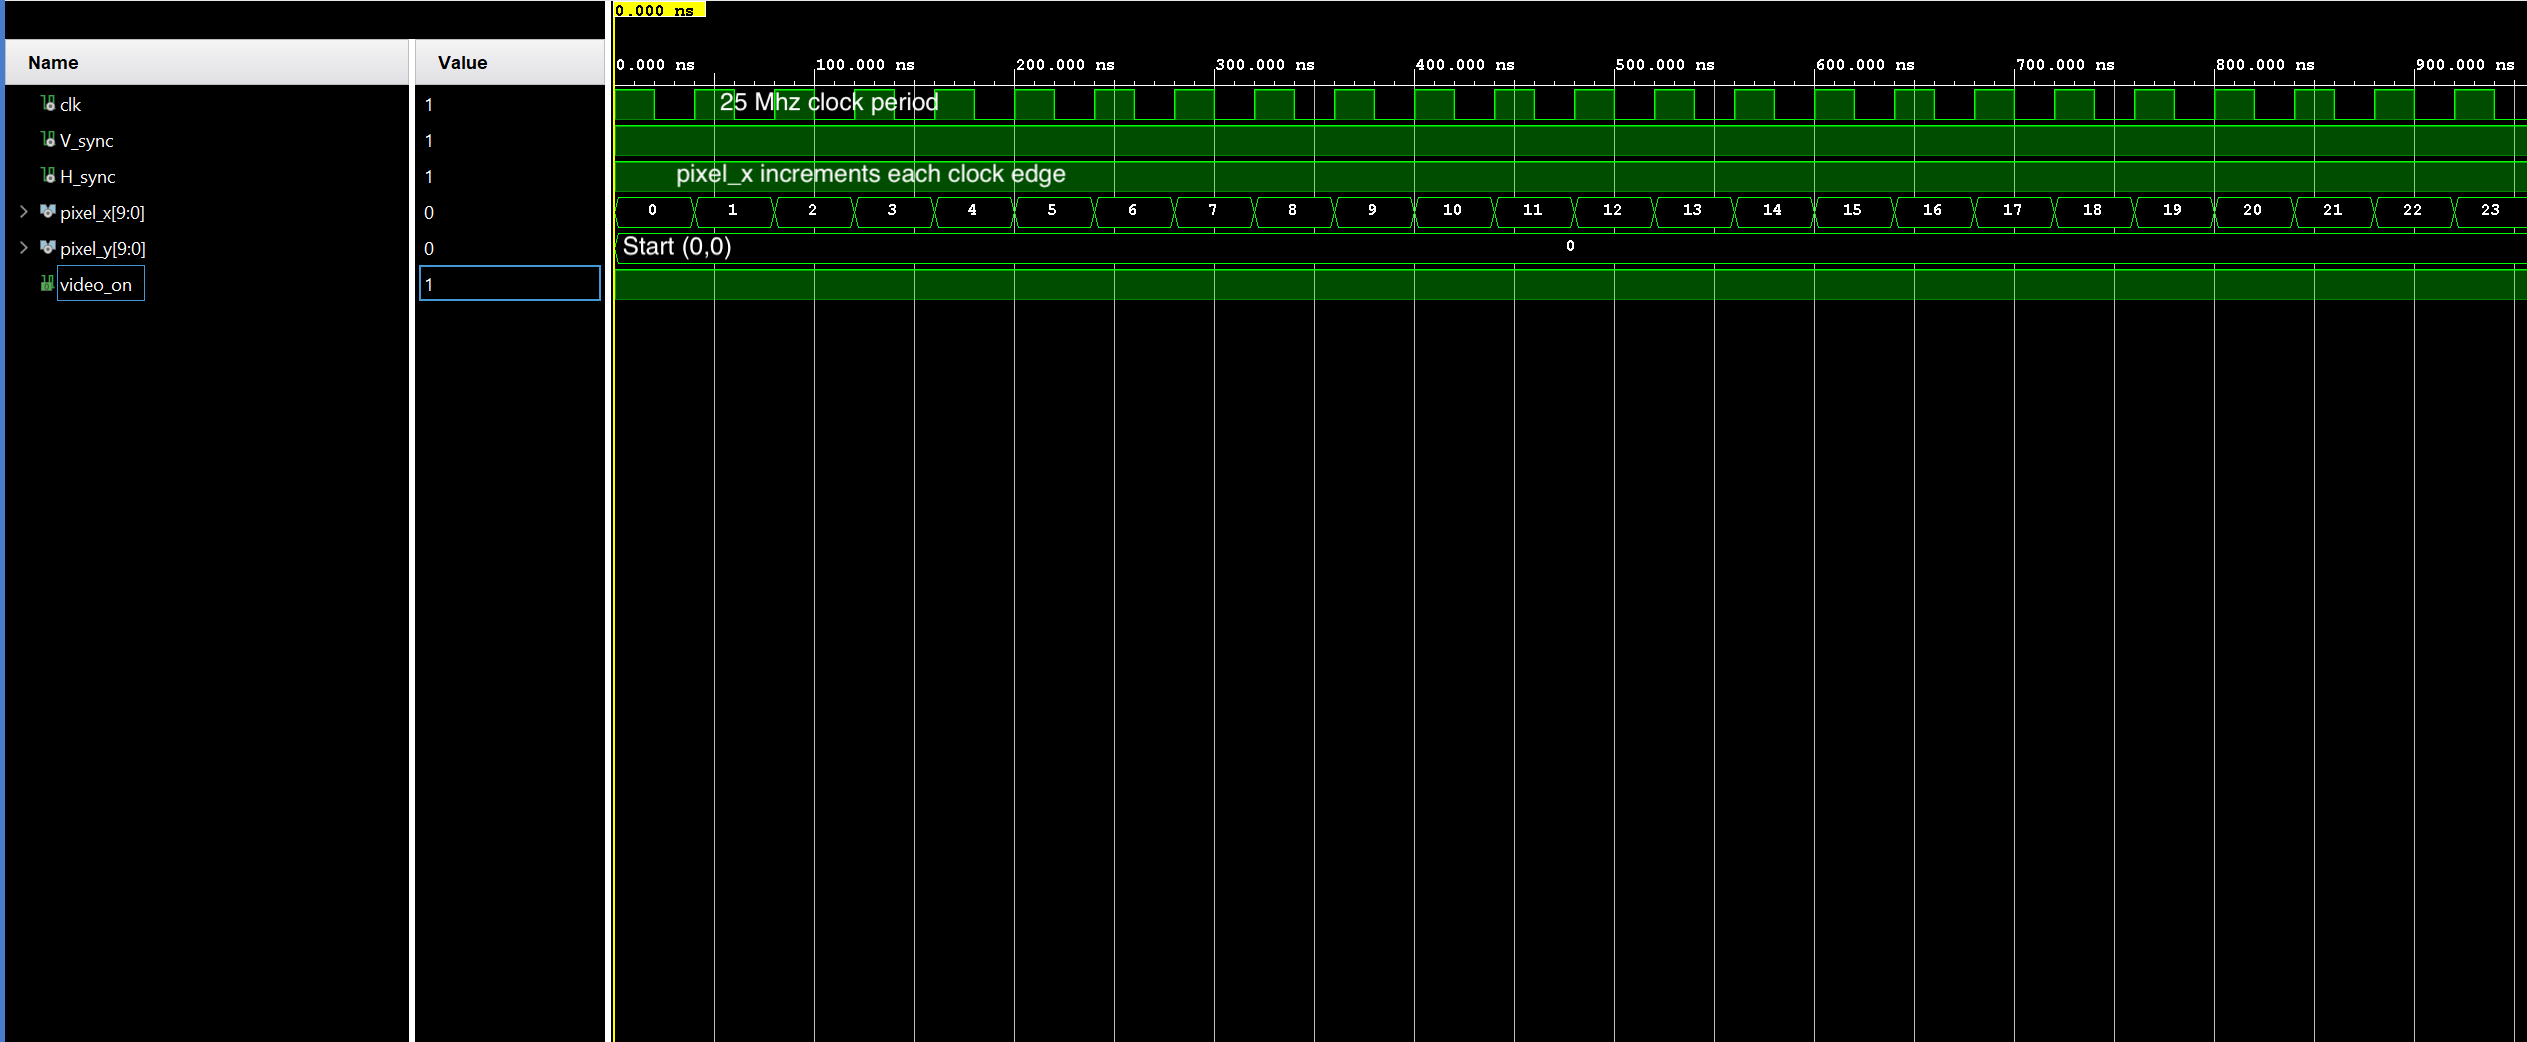 0.000 ns
Name
Value
0.000 ns 100.000 ns 200.000 ns 300.000 ns 400.000 ns 500.000 ns 600.000 ns 700.000 ns 800.000 ns 900.000 ns
clk 1 25 Mhz clock period
V_sync 1
H_sync 1 pixel_x increments each clock edge
pixel_x[9:0] 0 0 1 2 3 4 5 6 7 8 9 10 11 12 13 14 15 16 17 18 19 20 21 22 23
pixel_y[9:0] 0 Start (0,0) 0
video_on 1